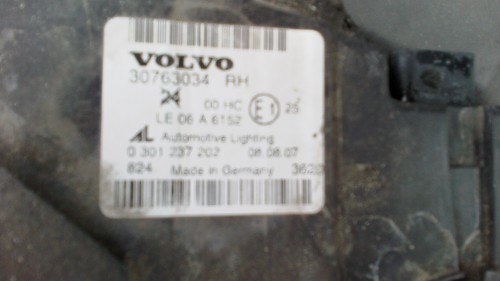 VOLVO
30763034 RH
00 HC E1 25
LE 06 A 6152
AL Automotive Lighting
0 301 237 202 08.08.07
824 Made in Germany 3620